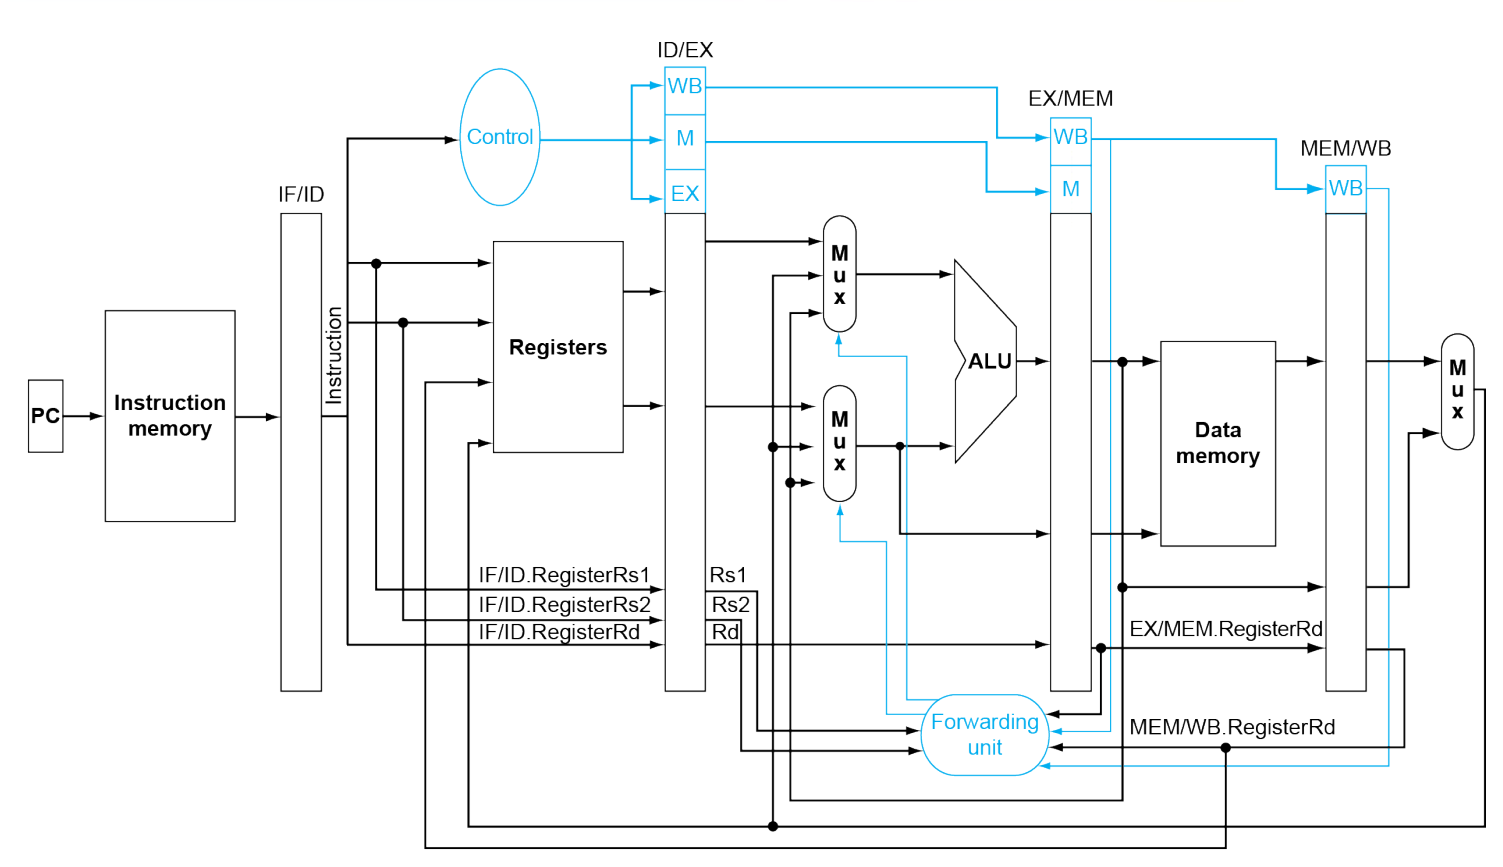 ID/EX
WB
EX/MEM
Control
M
WB
MEM/WB
IF/ID
EX
M
WB
M
u
x
Registers
Instruction
ALU
PC
Instruction
memory
M
u
x
Data
memory
M
u
x
IF/ID.RegisterRs1
Rs1
IF/ID.RegisterRs2
Rs2
IF/ID.RegisterRd
Rd
EX/MEM.RegisterRd
Forwarding
unit
MEM/WB.RegisterRd